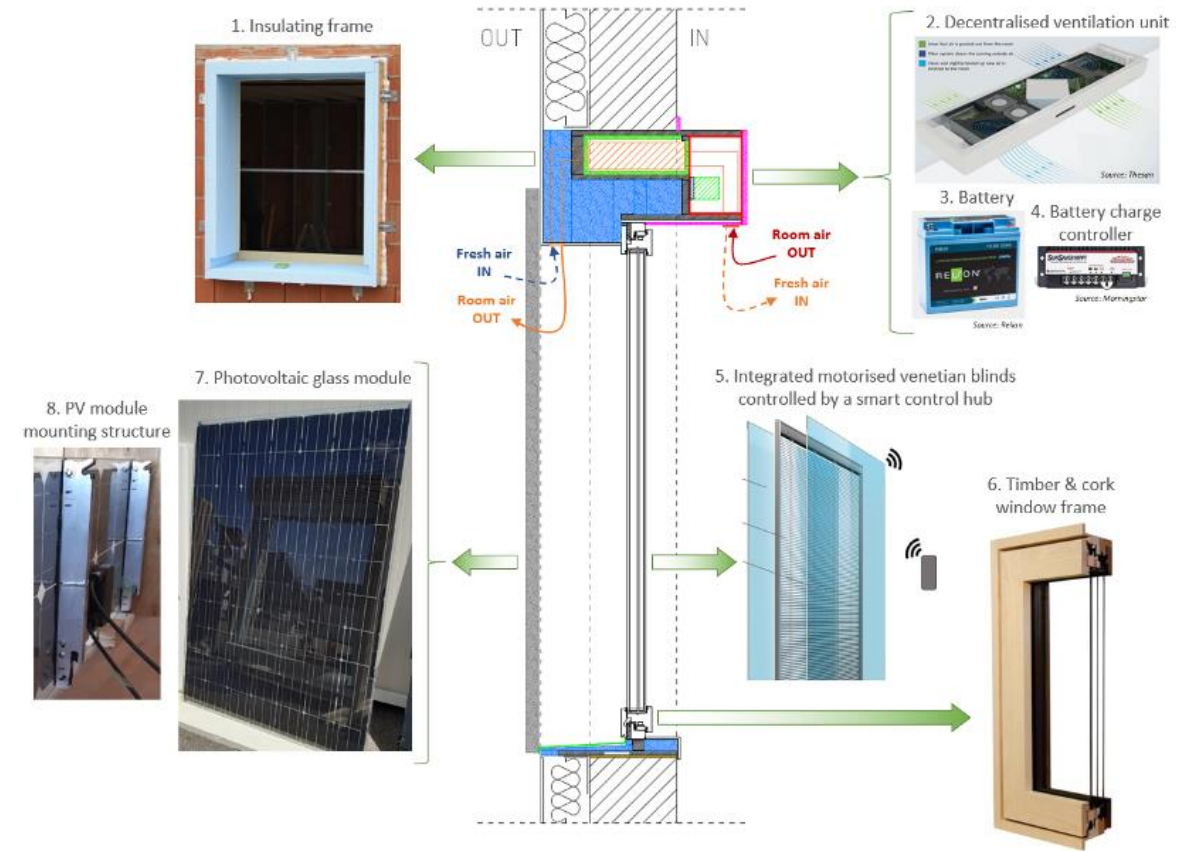 1. Insulating frame
OUT
IN
2. Decentralised ventilation unit
Source: Thesan
3. Battery
RELiON
Source: Relion
4. Battery charge
controller
SunSaver
Source: Morningstar
Fresh air
IN
Room air
OUT
Room air
OUT
Fresh air
IN
7. Photovoltaic glass module
8. PV module
mounting structure
5. Integrated motorised venetian blinds
controlled by a smart control hub
6. Timber & cork
window frame